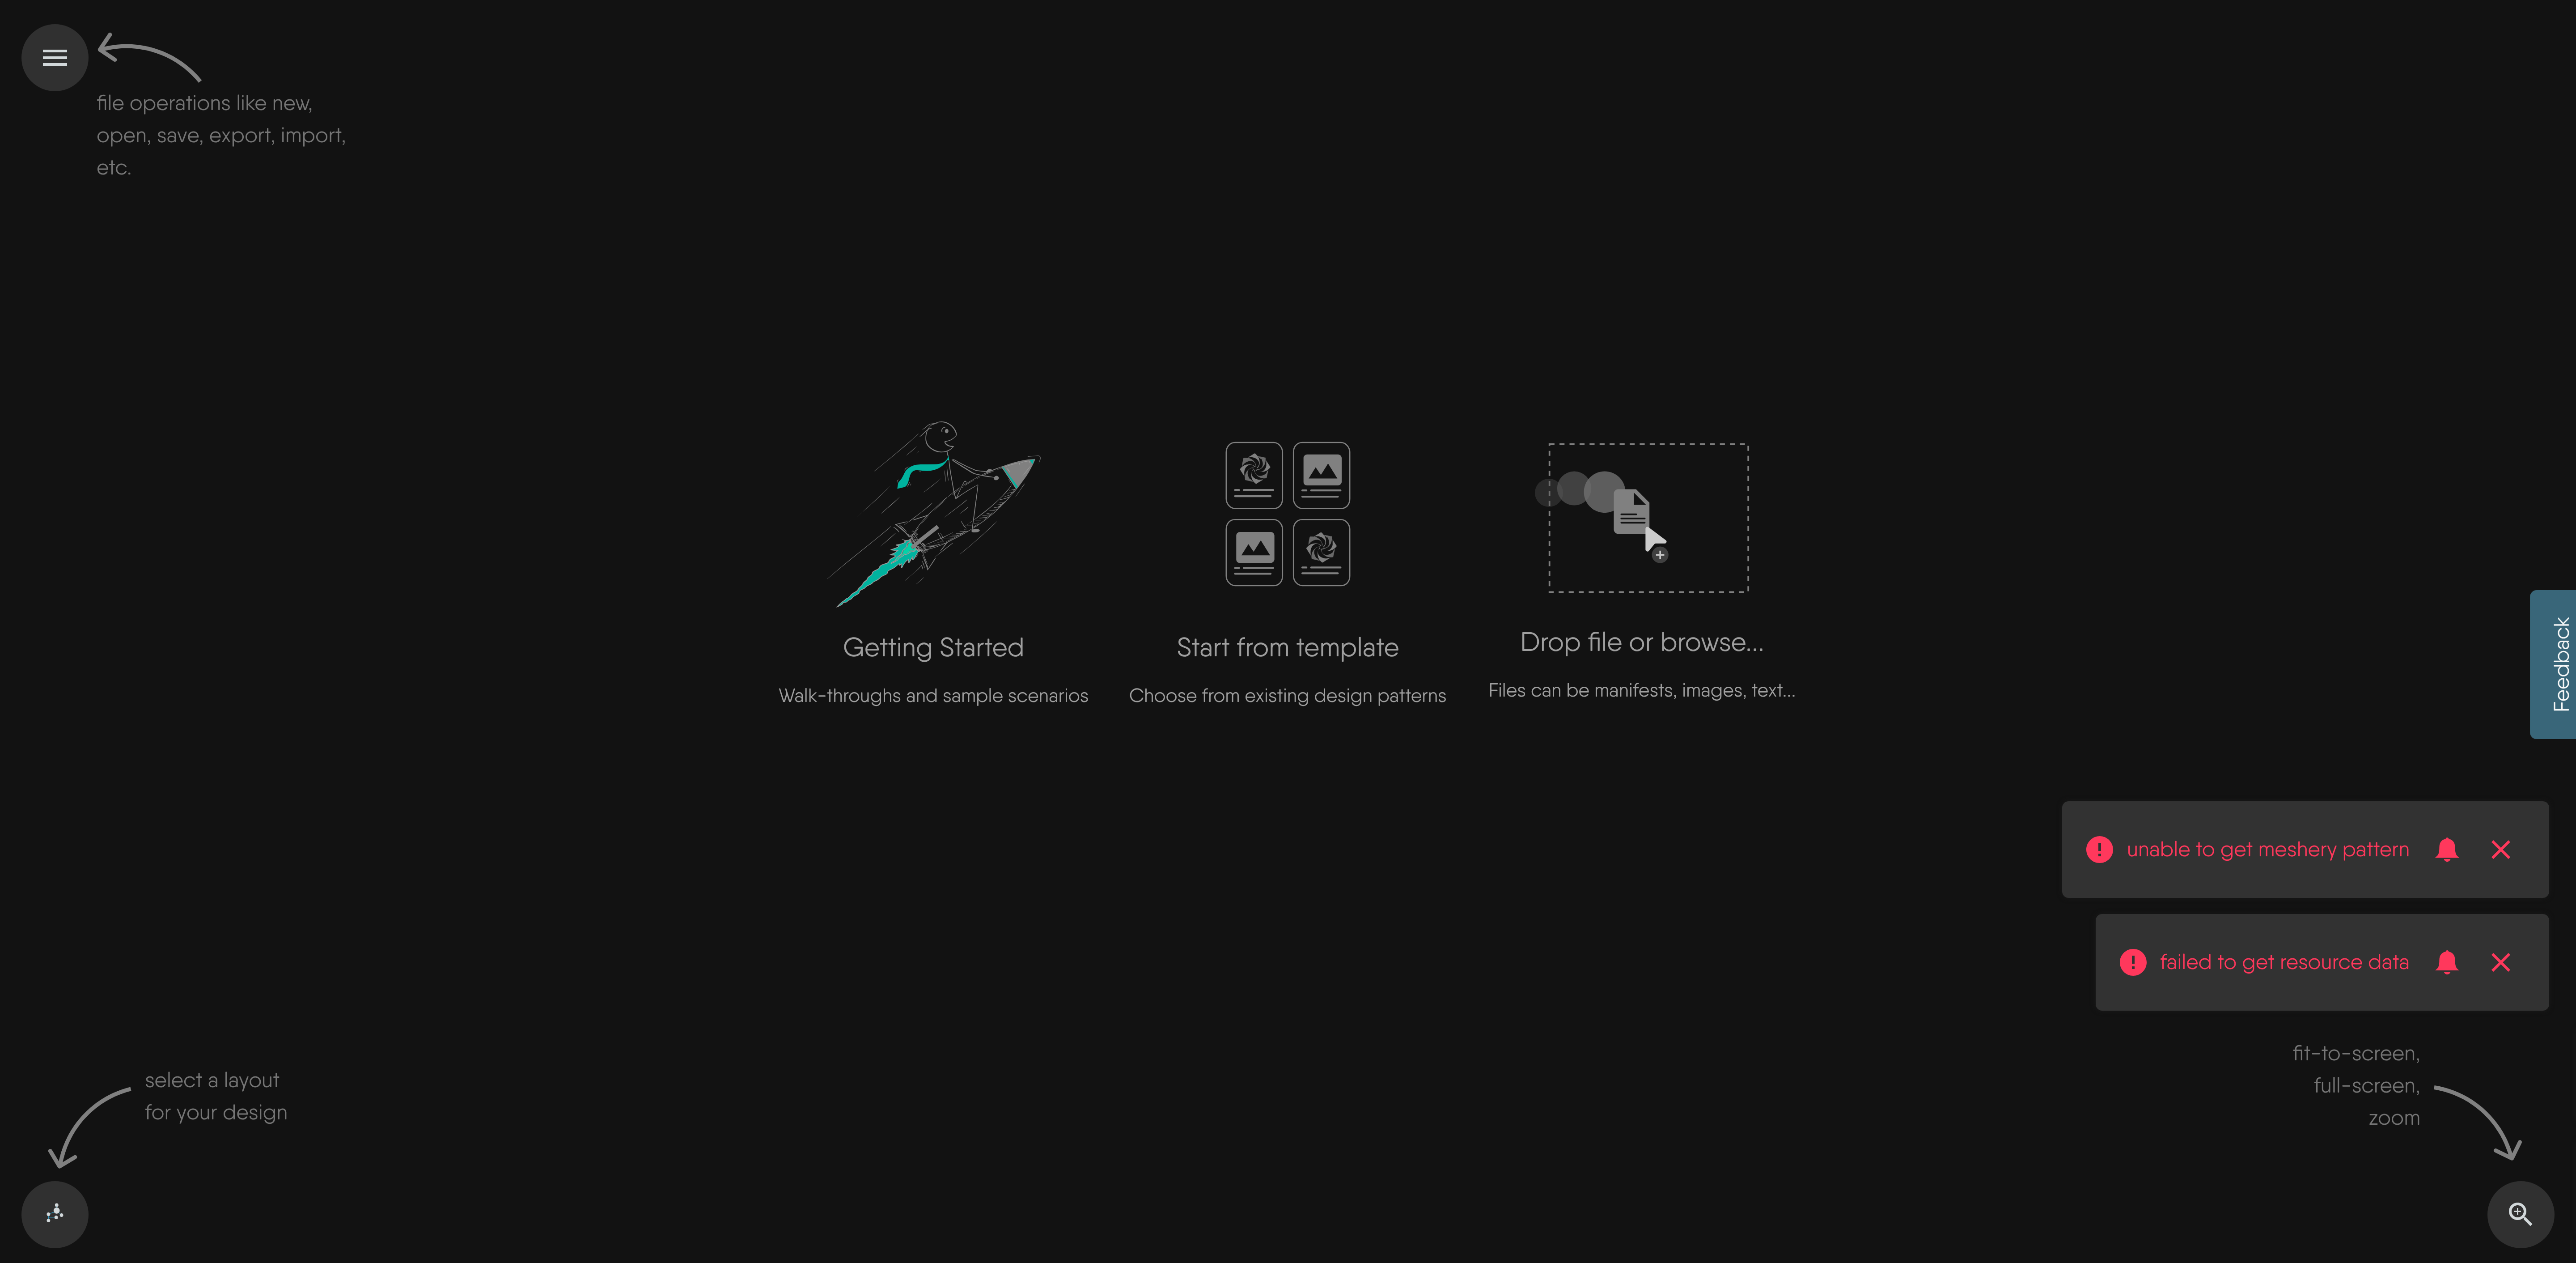 file operations like new,
open, save, export, import,
etc.
Getting Started
Walk-throughs and sample scenarios
Start from template
Choose from existing design patterns
Drop file or browse...
Files can be manifests, images, text...
Feedback
unable to get meshery pattern
failed to get resource data
select a layout
for your design
fit-to-screen,
full-screen,
zoom